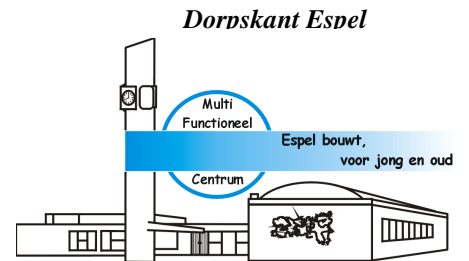 Dorpskant Espel
Multi
Functioneel
Espel bouwt,
voor jong en oud
Centrum